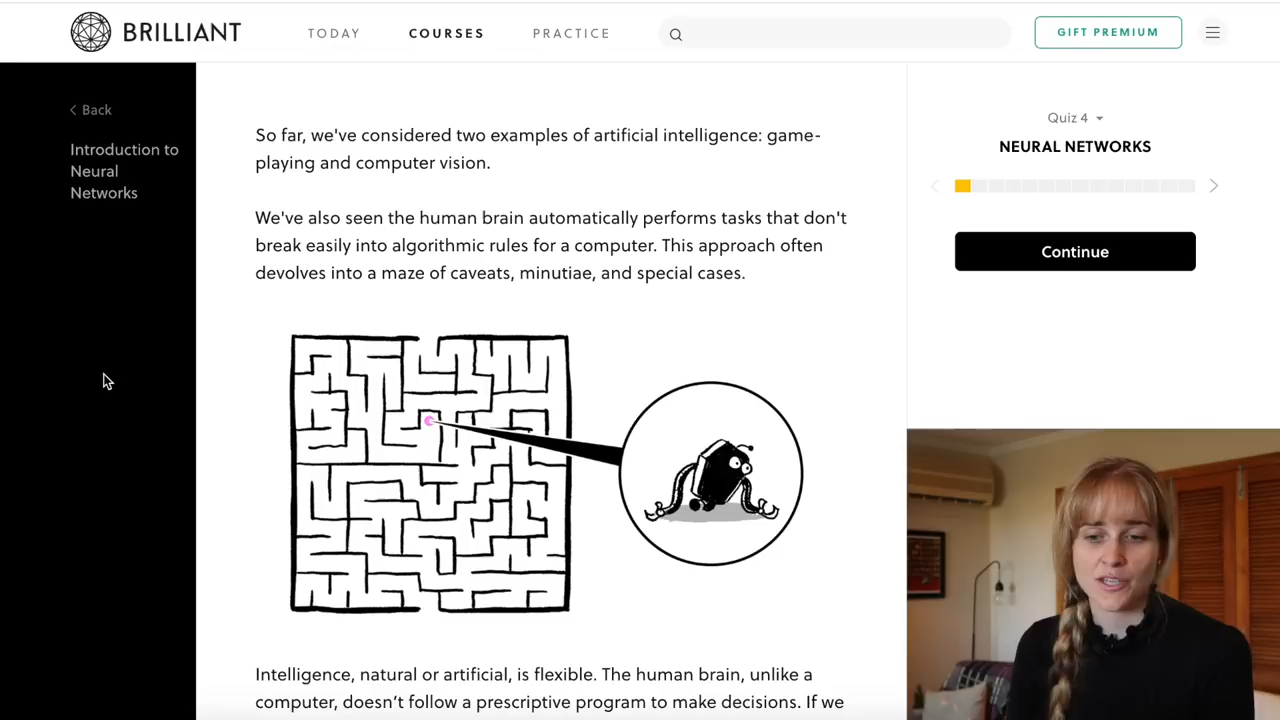 BRILLIANT
TODAY
COURSES
PRACTICE
GIFT PREMIUM
Back
Introduction to
Neural
Networks
So far, we've considered two examples of artificial intelligence: game-
playing and computer vision.
We've also seen the human brain automatically performs tasks that don't
break easily into algorithmic rules for a computer. This approach often
devolves into a maze of caveats, minutiae, and special cases.
Intelligence, natural or artificial, is flexible. The human brain, unlike a
computer, doesn’t follow a prescriptive program to make decisions. If we
Quiz 4
NEURAL NETWORKS
Continue